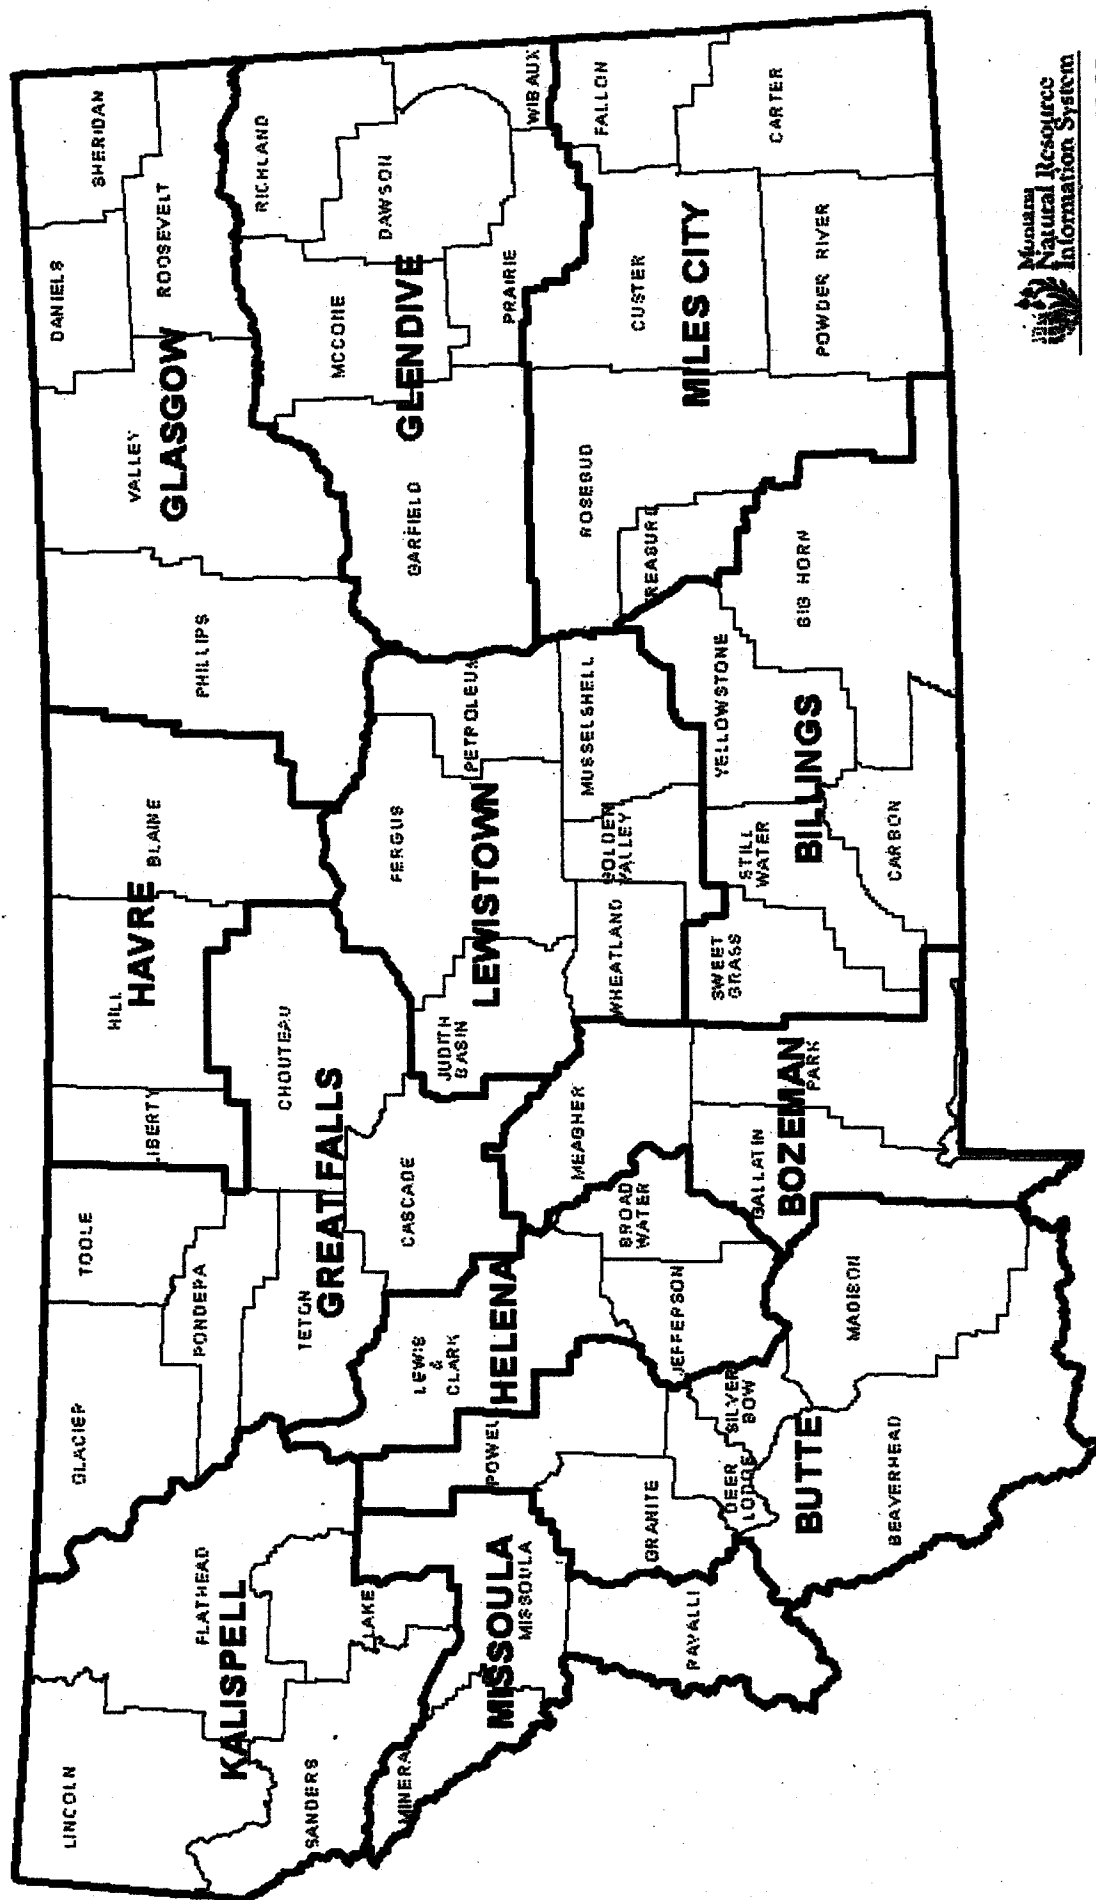 LINCOLN
FLATHEAD
GLACIER
TOOLE
LIBERTY
HILL
BLAINE
PHILLIPS
VALLEY
DANIELS
SHERIDAN
ROOSEVELT
KALISPELL
HAVRE
GLASGOW
SANDERS
LAKE
PONDERA
TETON
CHOUTEAU
GREAT FALLS
RICHLAND
MCCONE
DAWSON
GARFIELD
GLENDIVE
PRAIRIE
WIBAUX
MINERA
MISSOULA
MISSOULA
POWEL
LEWIS
&
CLARK
CASCADE
HELENA
JUDITH
BASIN
FERGUS
PETROLEUM
LEWISTOWN
RAVALLI
GRANITE
DEER
LODGE
SILVER
BOW
JEFFERSON
BROAD
WATER
MEAGHER
WHEATLAND
GOLDEN
VALLEY
MUSSELSHELL
ROSEBUD
TREASURE
CUSTER
FALLON
MILES CITY
BUTTE
BEAVERHEAD
MADISON
GALLATIN
BOZEMAN
PARK
SWEET
GRASS
STILL
WATER
YELLOWSTONE
BILLINGS
CARBON
BIG HORN
POWDER RIVER
CARTER
Montana
Natural Resource
Information System